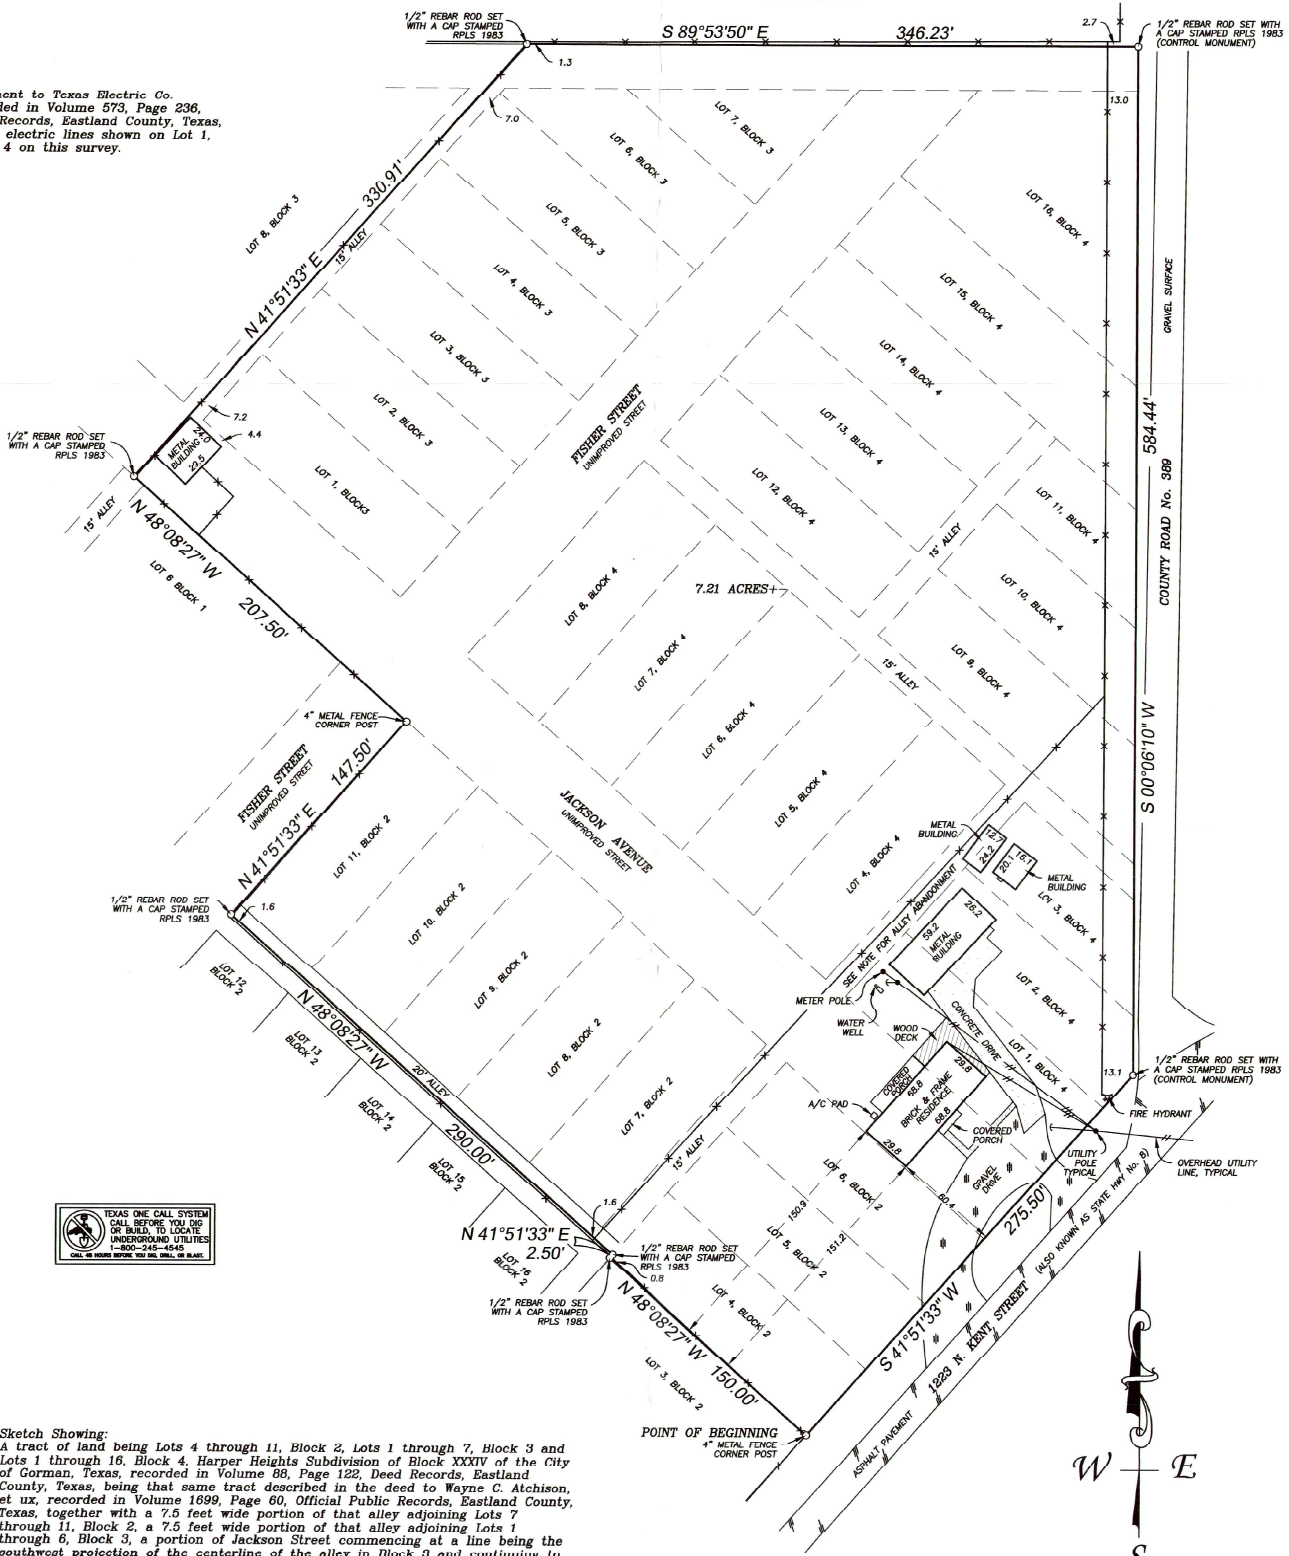 1/2" REBAR ROD SET
WITH A CAP STAMPED
RPLS 1983
S 89°53'50" E
346.23'
2.7
1/2" REBAR ROD SET WITH
A CAP STAMPED RPLS 1983
(CONTROL MONUMENT)
1.3
13.0
7.0
ent to Texas Electric Co.
ded in Volume 573, Page 236,
Records, Eastland County, Texas,
electric lines shown on Lot 1,
4 on this survey.
330.91'
N 41°51'33" E
15' ALLEY
LOT 8, BLOCK 3
LOT 7, BLOCK 3
LOT 6, BLOCK 3
LOT 5, BLOCK 3
LOT 4, BLOCK 3
LOT 3, BLOCK 3
LOT 2, BLOCK 3
LOT 1, BLOCK3
LOT 16, BLOCK 4
LOT 15, BLOCK 4
LOT 14, BLOCK 4
LOT 13, BLOCK 4
LOT 12, BLOCK 4
LOT 11, BLOCK 4
LOT 10, BLOCK 4
LOT 9, BLOCK 4
GRAVEL SURFACE
584.44'
COUNTY ROAD No. 389
S 00°06'10" W
FISHER STREET
UNIMPROVED STREET
7.2
4.4
METAL
BUILDING
24.0
29.5
1/2" REBAR ROD SET
WITH A CAP STAMPED
RPLS 1983
15' ALLEY
N 48°08'27" W
207.50'
LOT 6 BLOCK 1
15' ALLEY
7.21 ACRES+
15' ALLEY
LOT 8, BLOCK 4
LOT 7, BLOCK 4
LOT 6, BLOCK 4
LOT 5, BLOCK 4
LOT 4, BLOCK 4
4" METAL FENCE
CORNER POST
FISHER STREET
UNIMPROVED STREET
147.50'
N 41°51'33" E
JACKSON AVENUE
UNIMPROVED STREET
LOT 11, BLOCK 2
LOT 10, BLOCK 2
LOT 9, BLOCK 2
LOT 8, BLOCK 2
LOT 7, BLOCK 2
METAL
BUILDING
12.7
24.2
16.1
20.1
METAL
BUILDING
LOT 3, BLOCK 4
LOT 2, BLOCK 4
LOT 1, BLOCK 4
SEE NOTE FOR ALLEY ABANDONMENT
26.2
59.2
METAL
BUILDING
METER POLE
WATER
WELL
WOOD
DECK
CONCRETE DRIVE
COVERED
PORCH
29.8
68.8
BRICK & FRAME
RESIDENCE
68.8
29.8
A/C PAD
COVERED
PORCH
13.1
1/2" REBAR ROD SET WITH
A CAP STAMPED RPLS 1983
(CONTROL MONUMENT)
FIRE HYDRANT
UTILITY
POLE
TYPICAL
OVERHEAD UTILITY
LINE, TYPICAL
GRAVEL
DRIVE
60.4
275.50'
S 41°51'33" W
1223 N. KENT STREET
(ALSO KNOWN AS STATE HWY No. 8)
ASPHALT PAVEMENT
1/2" REBAR ROD SET
WITH A CAP STAMPED
RPLS 1983
1.6
LOT 12
BLOCK 2
LOT 13
BLOCK 2
LOT 14
BLOCK 2
LOT 15
BLOCK 2
LOT 16
BLOCK 2
N 48°08'27" W
290.00'
20' ALLEY
15' ALLEY
LOT 6, BLOCK 2
LOT 5, BLOCK 2
LOT 4, BLOCK 2
150.9
151.2
1.6
N 41°51'33" E
2.50'
1/2" REBAR ROD SET
WITH A CAP STAMPED
RPLS 1983
0.8
1/2" REBAR ROD SET
WITH A CAP STAMPED
RPLS 1983
N 48°08'27" W
150.00'
LOT 3, BLOCK 2
POINT OF BEGINNING
4" METAL FENCE
CORNER POST
TEXAS ONE CALL SYSTEM
CALL BEFORE YOU DIG
OR BUILD, TO LOCATE
UNDERGROUND UTILITIES
1-800-245-4545
CALL 48 HOURS BEFORE YOU DIG, DRILL, OR BLAST.
W E
S
Sketch Showing:
A tract of land being Lots 4 through 11, Block 2, Lots 1 through 7, Block 3 and
Lots 1 through 16, Block 4, Harper Heights Subdivision of Block XXXIV of the City
of Gorman, Texas, recorded in Volume 88, Page 122, Deed Records, Eastland
County, Texas, being that same tract described in the deed to Wayne C. Atchison,
et ux, recorded in Volume 1699, Page 60, Official Public Records, Eastland County,
Texas, together with a 7.5 feet wide portion of that alley adjoining Lots 7
through 11, Block 2, a 7.5 feet wide portion of that alley adjoining Lots 1
through 6, Block 3, a portion of Jackson Street commencing at a line being the
southwest projection of the centerline of the alley in Block 3 and continuing to